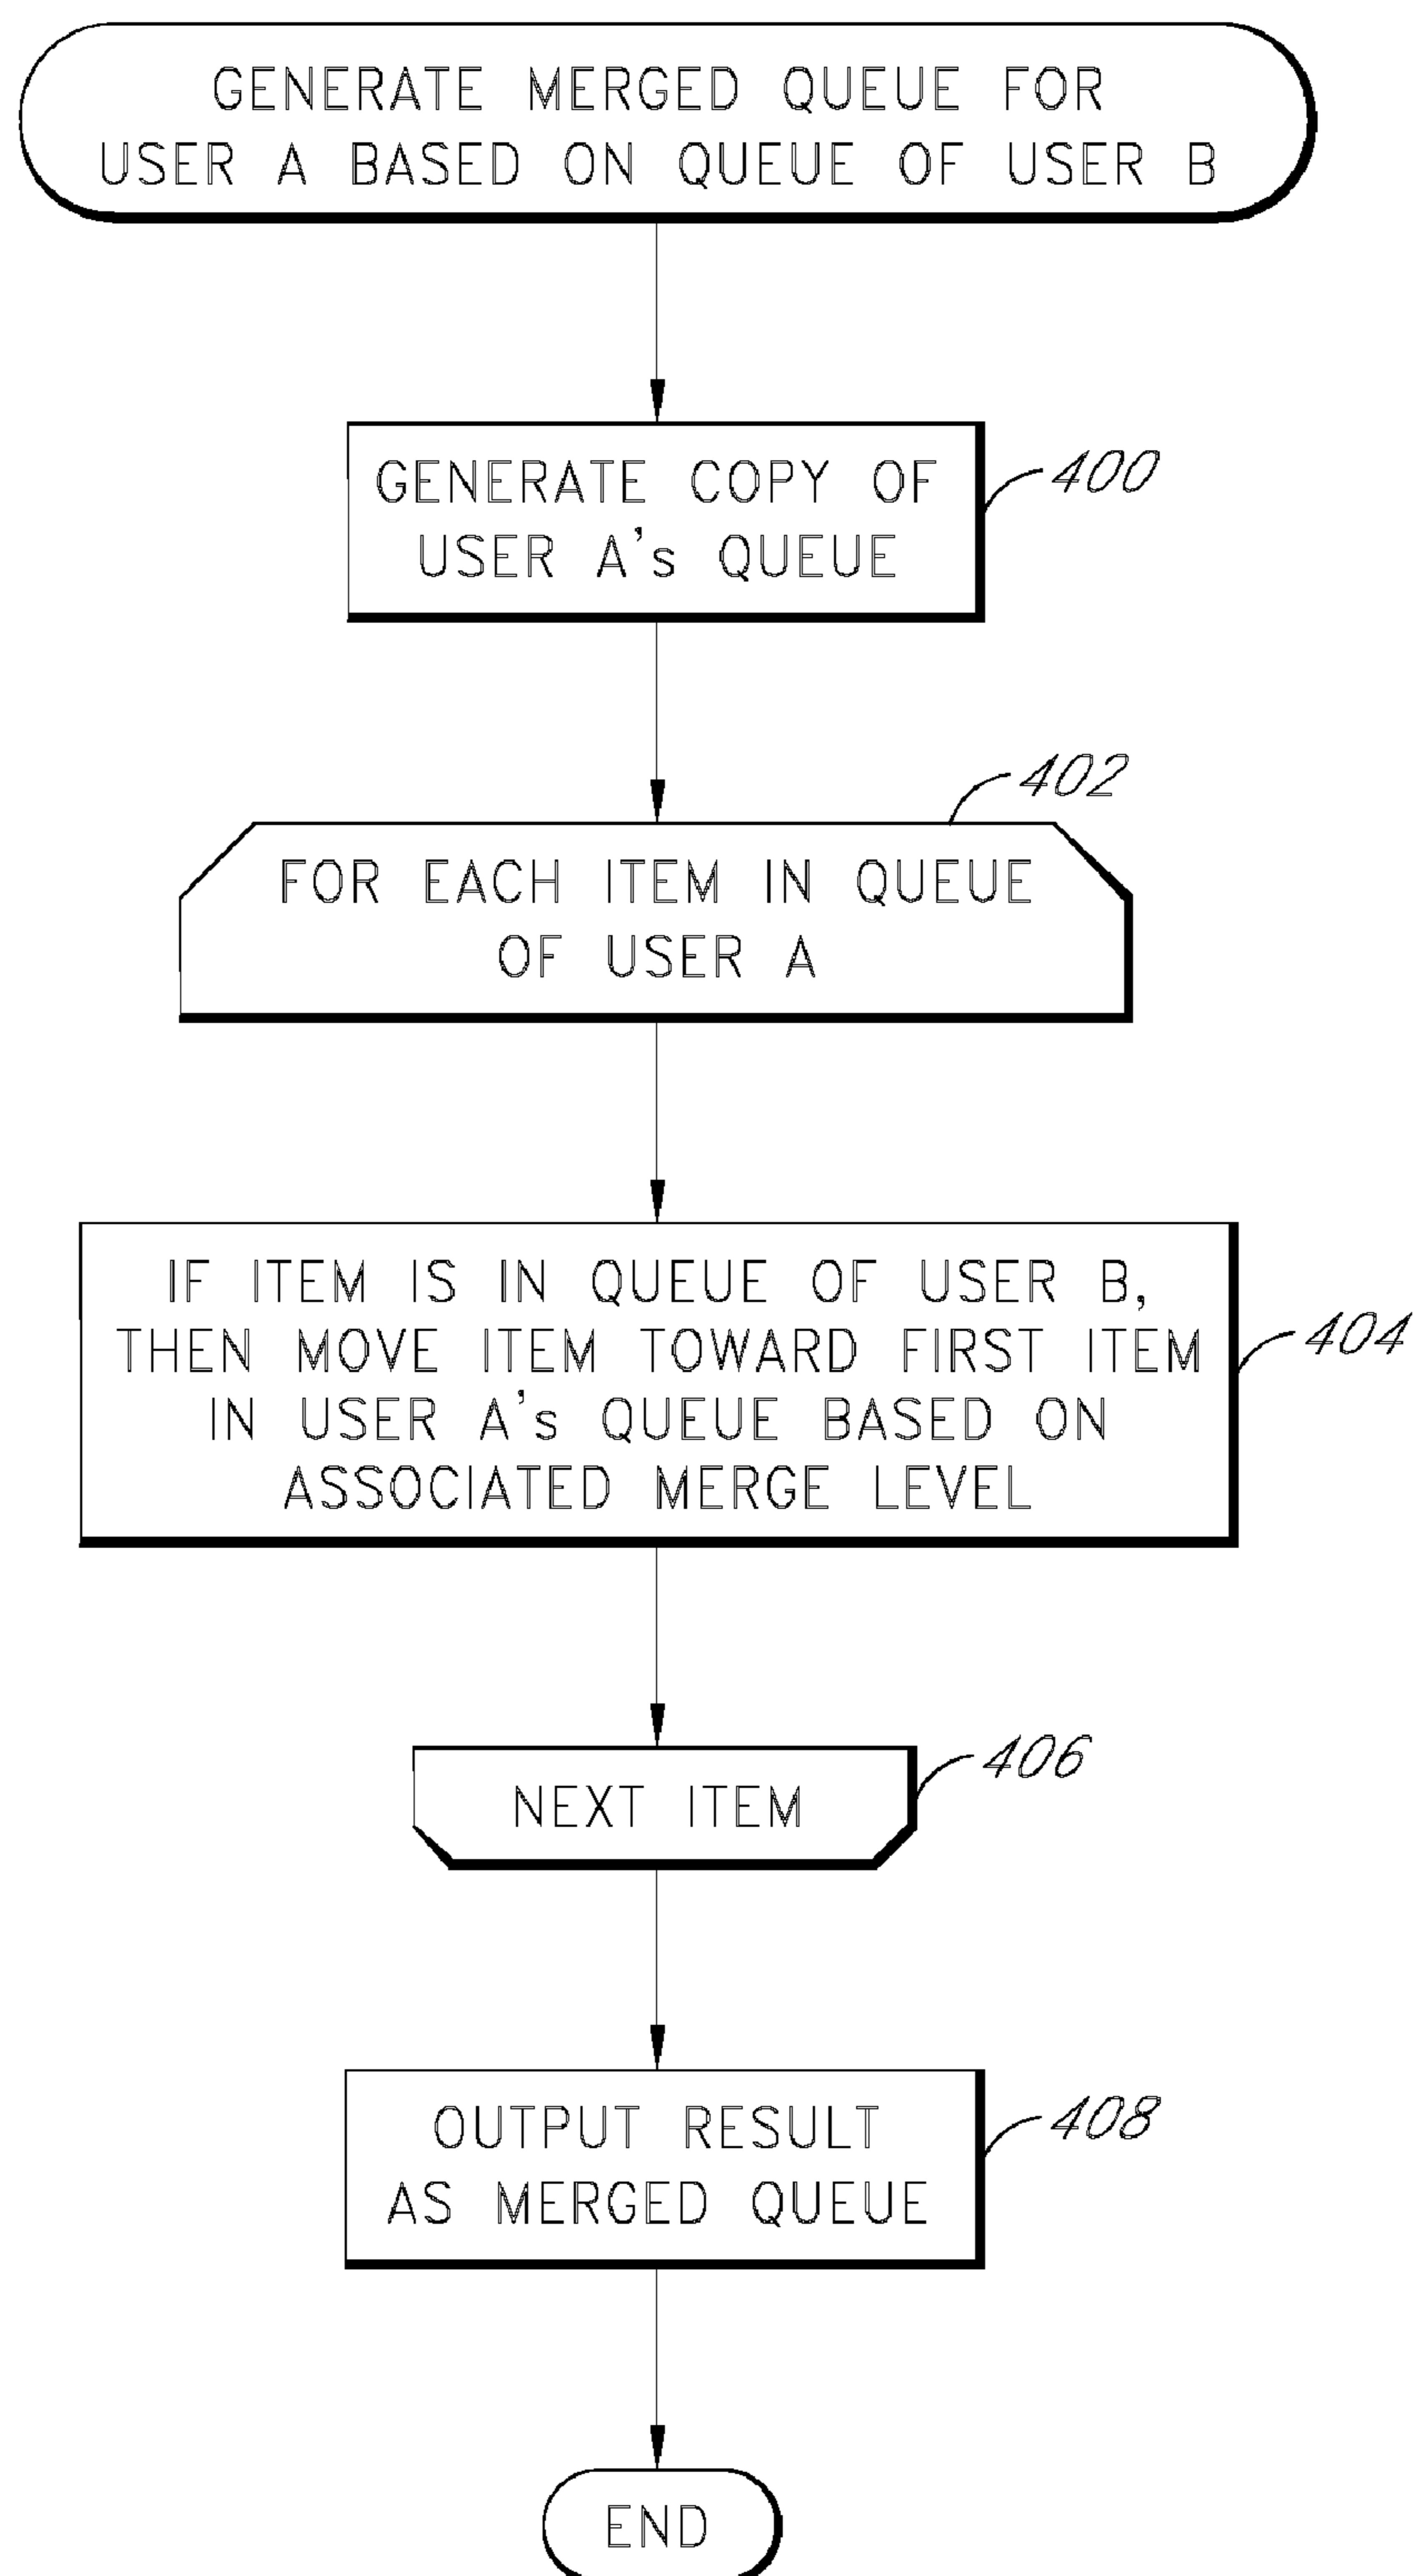 GENERATE MERGED QUEUE FOR
USER A BASED ON QUEUE OF USER B
GENERATE COPY OF
USER A's QUEUE
400
402
FOR EACH ITEM IN QUEUE
OF USER A
IF ITEM IS IN QUEUE OF USER B,
THEN MOVE ITEM TOWARD FIRST ITEM
IN USER A's QUEUE BASED ON
ASSOCIATED MERGE LEVEL
404
NEXT ITEM
406
OUTPUT RESULT
AS MERGED QUEUE
408
END